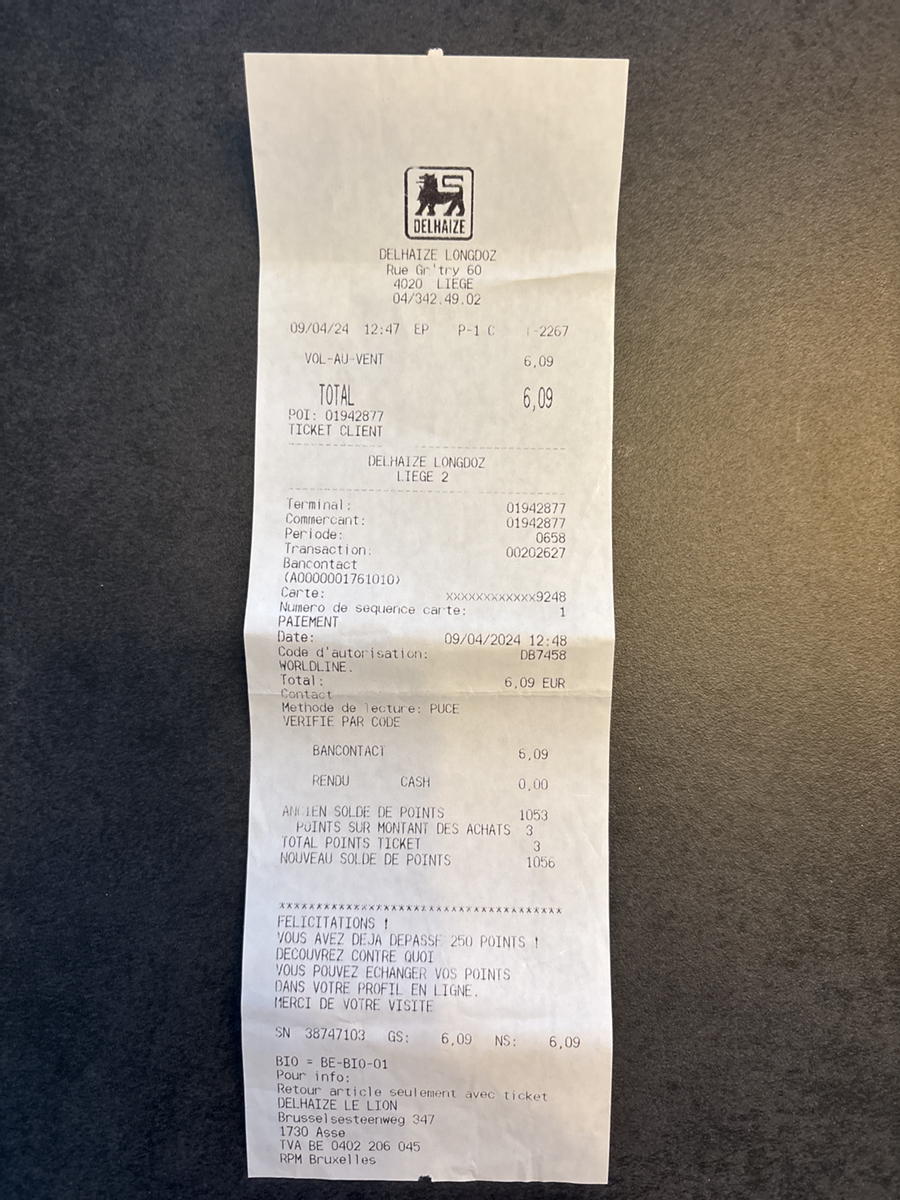 DELHAIZE
DELHAIZE LONGDOZ
Rue Gr'try 60
4020 LIEGE
04/342.49.02
09/04/24 12:47 EP P-1 C -2267
VOL-AU-VENT 6,09
TOTAL 6,09
POI: 01942877
TICKET CLIENT
DELHAIZE LONGDOZ
LIEGE 2
Terminal: 01942877
Commercant: 01942877
Periode: 0658
Transaction: 00202627
Bancontact
(A0000001761010)
Carte: xxxxxxxxxxxx9248
Numero de sequence carte: 1
PAIEMENT
Date: 09/04/2024 12:48
Code d'autorisation: DB7458
WORLDLINE.
Total: 6,09 EUR
Contact
Methode de lecture: PUCE
VERIFIE PAR CODE
BANCONTACT 6,09
RENDU CASH 0,00
ANCIEN SOLDE DE POINTS 1053
POINTS SUR MONTANT DES ACHATS 3
TOTAL POINTS TICKET 3
NOUVEAU SOLDE DE POINTS 1056
************************************
FELICITATIONS !
VOUS AVEZ DEJA DEPASSE 250 POINTS !
DECOUVREZ CONTRE QUOI
VOUS POUVEZ ECHANGER VOS POINTS
DANS VOTRE PROFIL EN LIGNE.
MERCI DE VOTRE VISITE
SN 38747103 GS: 6,09 NS: 6,09
BIO = BE-BIO-01
Pour info:
Retour article seulement avec ticket
DELHAIZE LE LION
Brusselsesteenweg 347
1730 Asse
TVA BE 0402 206 045
RPM Bruxelles